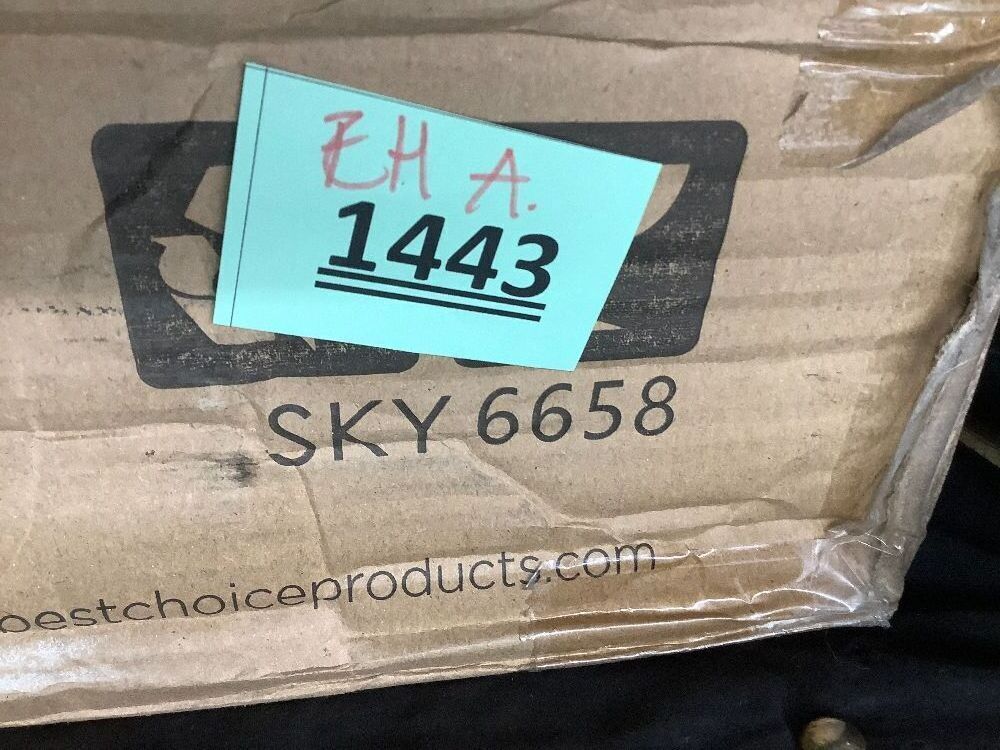 EH A.
1443
SKY 6658
bestchoiceproducts.com